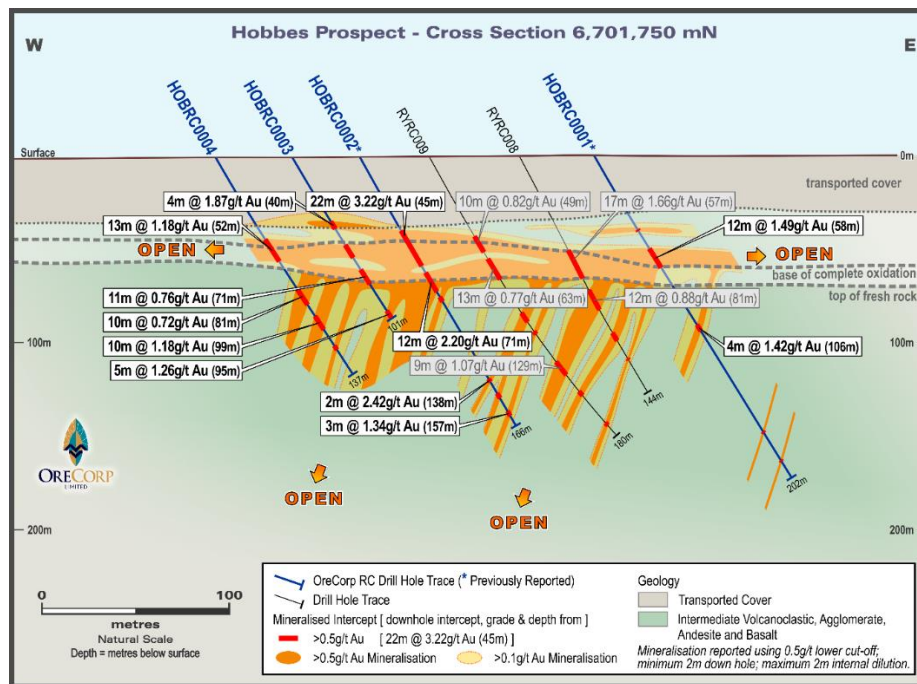 Hobbes Prospect - Cross Section 6,701,750 mN
W
E
HOBRC0004
HOBRC0003
HOBRC0002*
RYRC009
RYRC008
HOBRC0001*
Surface
0m
transported cover
4m @ 1.87g/t Au (40m)
22m @ 3.22g/t Au (45m)
10m @ 0.82g/t Au (49m)
17m @ 1.66g/t Au (57m)
13m @ 1.18g/t Au (52m)
12m @ 1.49g/t Au (58m)
OPEN
OPEN
base of complete oxidation
top of fresh rock
11m @ 0.76g/t Au (71m)
13m @ 0.77g/t Au (63m)
12m @ 0.88g/t Au (81m)
10m @ 0.72g/t Au (81m)
101m
100m
100m
10m @ 1.18g/t Au (99m)
12m @ 2.20g/t Au (71m)
4m @ 1.42g/t Au (106m)
5m @ 1.26g/t Au (95m)
9m @ 1.07g/t Au (129m)
137m
144m
2m @ 2.42g/t Au (138m)
3m @ 1.34g/t Au (157m)
166m
180m
202m
ORECORP
LIMITED
OPEN
OPEN
200m
200m
0
100
metres
Natural Scale
Depth = metres below surface
OreCorp RC Drill Hole Trace (* Previously Reported)
Drill Hole Trace
Mineralised Intercept [ downhole intercept, grade & depth from ]
>0.5g/t Au [ 22m @ 3.22g/t Au (45m) ]
>0.5g/t Au Mineralisation
>0.1g/t Au Mineralisation
Geology
Transported Cover
Intermediate Volcanoclastic, Agglomerate,
Andesite and Basalt
Mineralisation reported using 0.5g/t lower cut-off;
minimum 2m down hole; maximum 2m internal dilution.